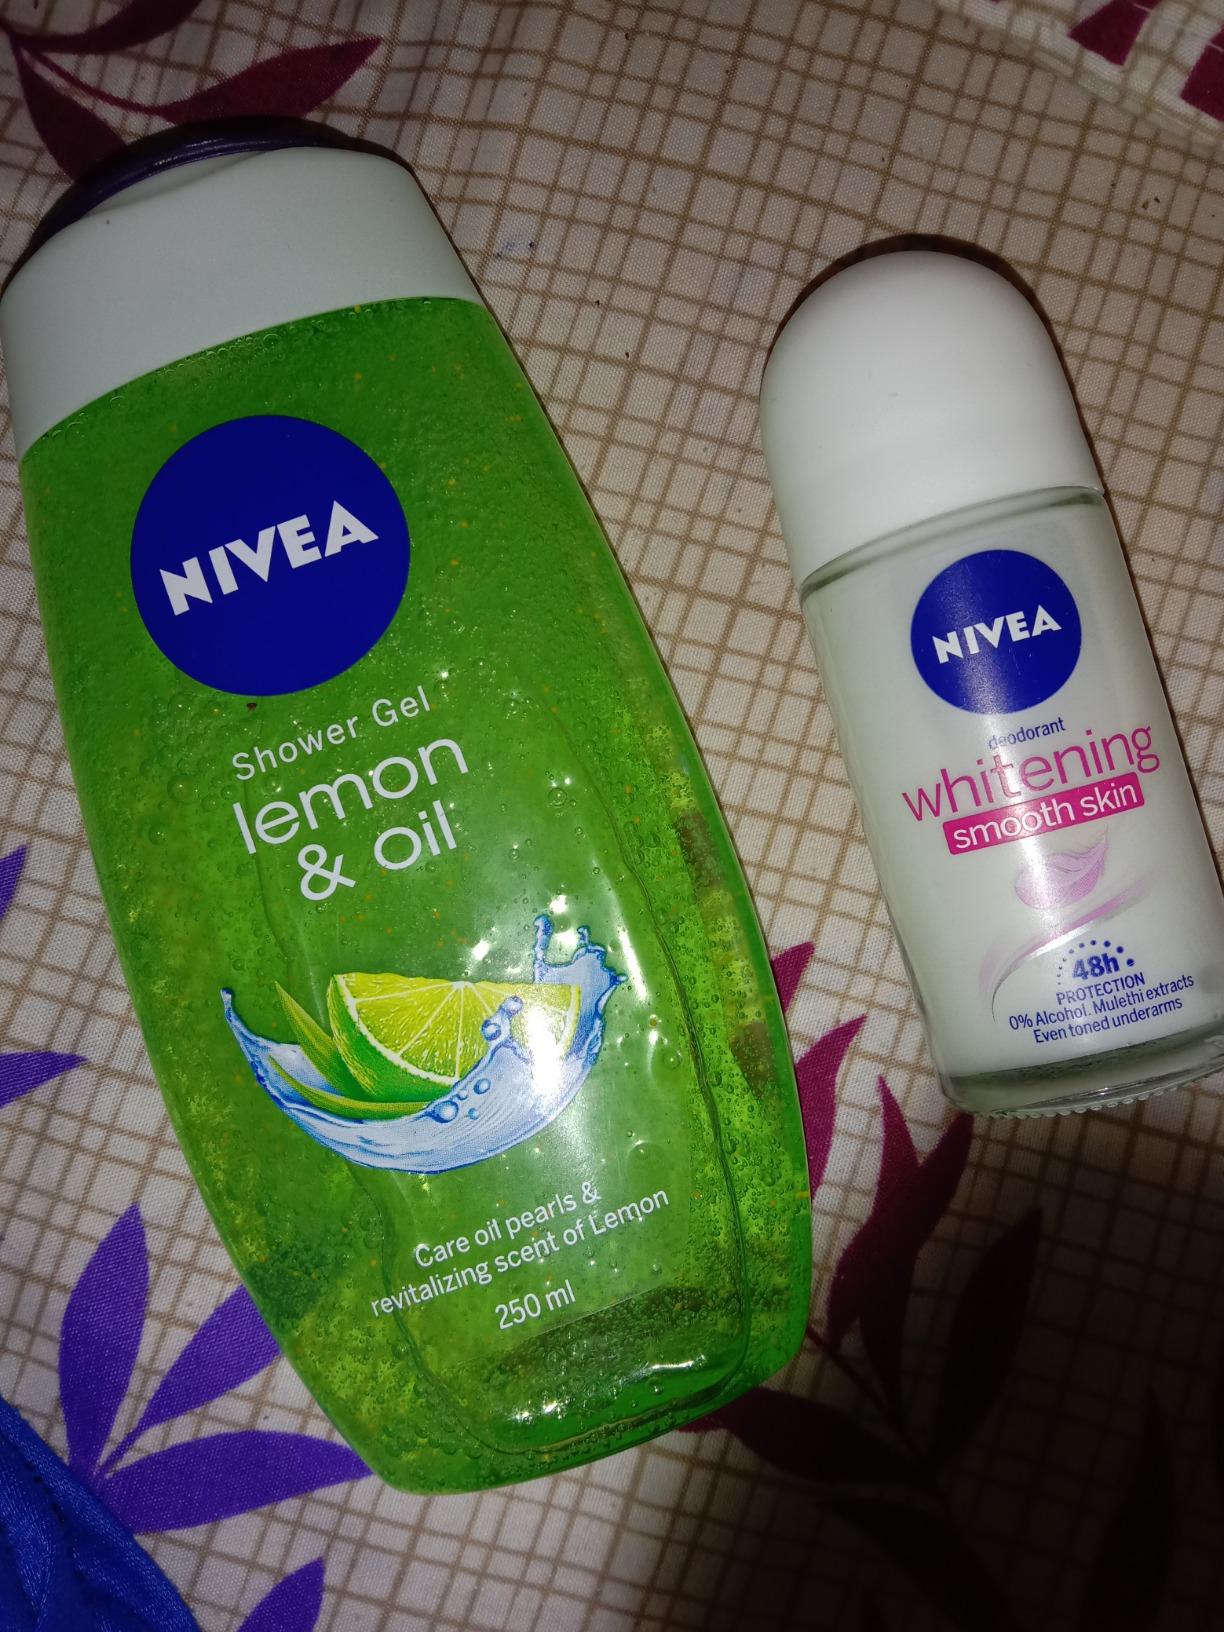 NIVEA
Shower Gel
lemon
& oil
Care oil pearls &
revitalizing scent of Lemon
250 ml
NIVEA
deodorant
whitening
smooth skin
48h
PROTECTION
0% Alcohol. Mulethi extracts
Even toned underarms